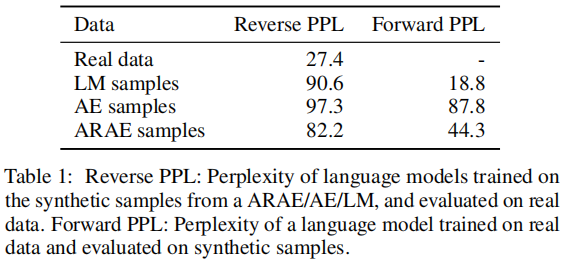 Data Reverse PPL Forward PPL
Real data 27.4 -
LM samples 90.6 18.8
AE samples 97.3 87.8
ARAE samples 82.2 44.3
Table 1: Reverse PPL: Perplexity of language models trained on
the synthetic samples from a ARAE/AE/LM, and evaluated on real
data. Forward PPL: Perplexity of a language model trained on real
data and evaluated on synthetic samples.